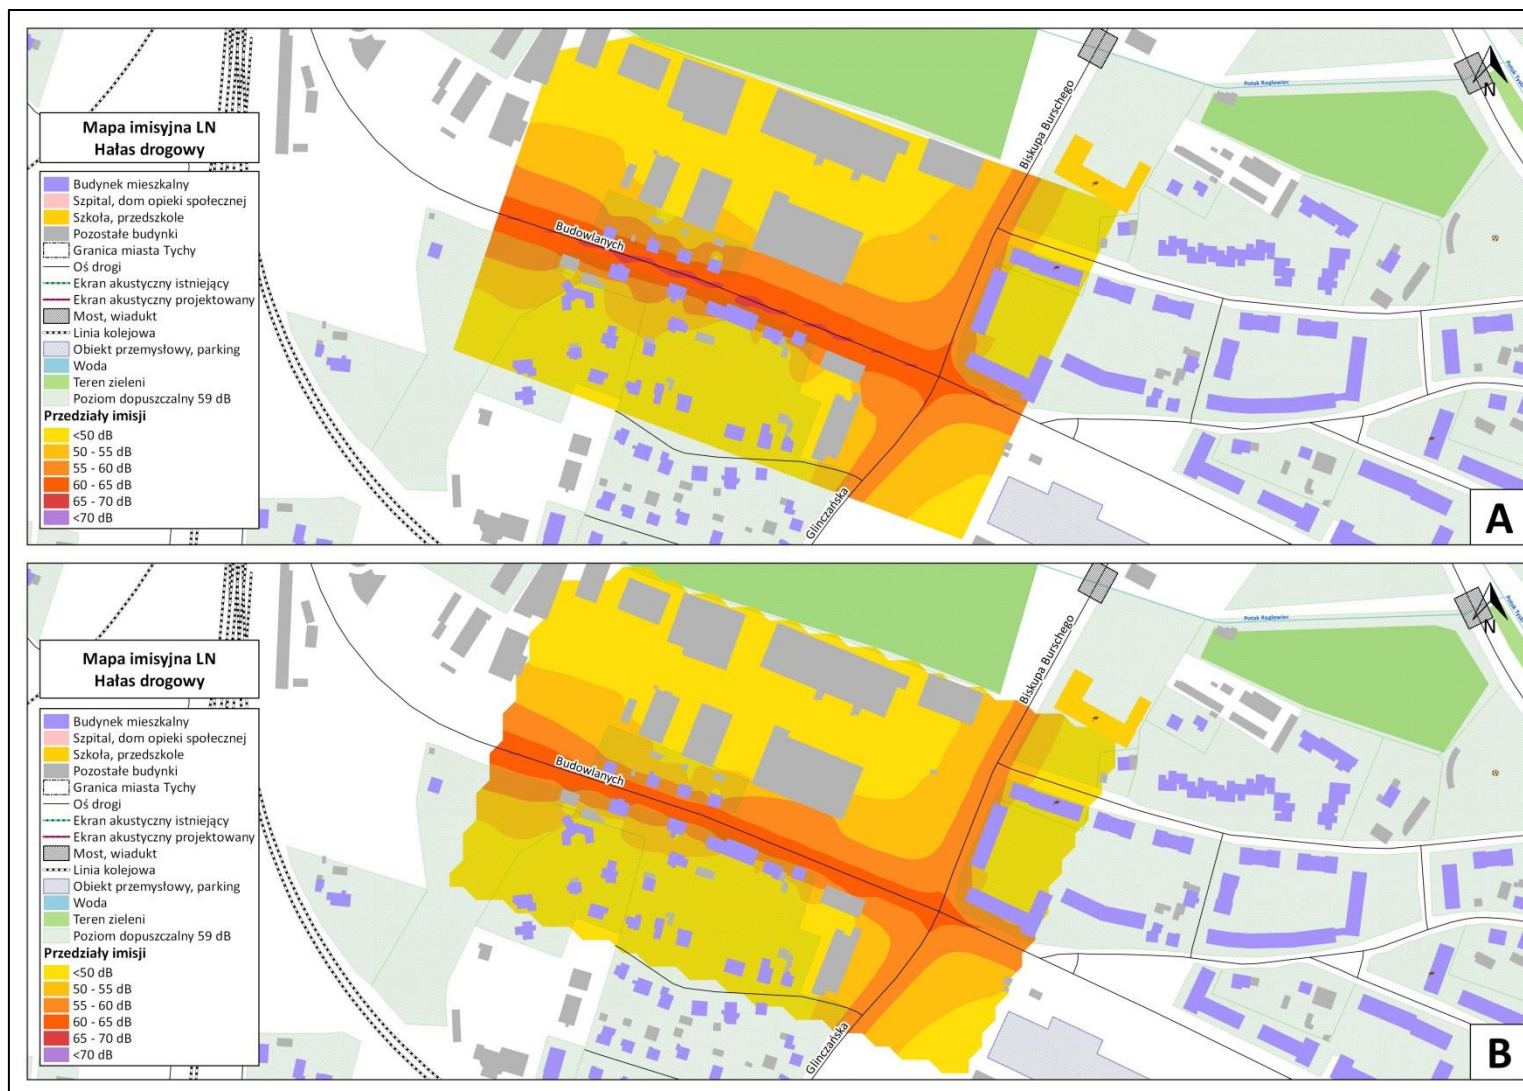 Mapa imisyjna LN
Hałas drogowy
Budynek mieszkalny
Szpital, dom opieki społecznej
Szkoła, przedszkole
Pozostałe budynki
Granica miasta Tychy
Oś drogi
Ekran akustyczny istniejący
Ekran akustyczny projektowany
Most, wiadukt
Linia kolejowa
Obiekt przemysłowy, parking
Woda
Teren zieleni
Poziom dopuszczalny 59 dB
Przedziały imisji
<50 dB
50 - 55 dB
55 - 60 dB
60 - 65 dB
65 - 70 dB
<70 dB
Budowlanych
Biskupa Burschego
Glinczańska
N
A
Mapa imisyjna LN
Hałas drogowy
Budynek mieszkalny
Szpital, dom opieki społecznej
Szkoła, przedszkole
Pozostałe budynki
Granica miasta Tychy
Oś drogi
Ekran akustyczny istniejący
Ekran akustyczny projektowany
Most, wiadukt
Linia kolejowa
Obiekt przemysłowy, parking
Woda
Teren zieleni
Poziom dopuszczalny 59 dB
Przedziały imisji
<50 dB
50 - 55 dB
55 - 60 dB
60 - 65 dB
65 - 70 dB
<70 dB
Budowlanych
Biskupa Burschego
Glinczańska
N
B